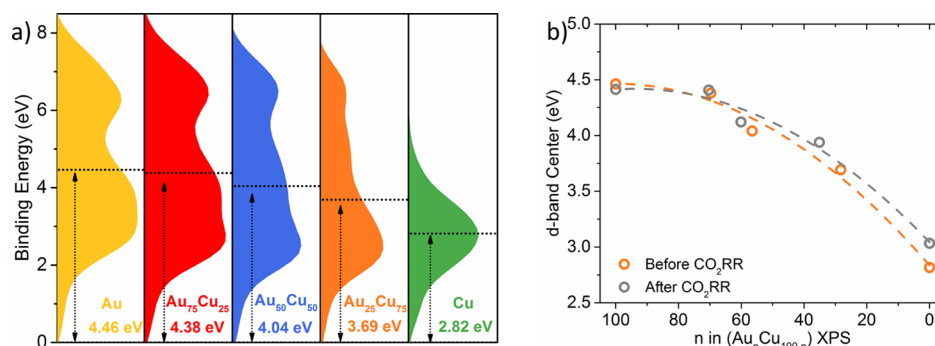 a)
8
6
4
2
0
Binding Energy (eV)
Au
4.46 eV
Au₇₅Cu₂₅
4.38 eV
Au₅₀Cu₅₀
4.04 eV
Au₂₅Cu₇₅
3.69 eV
Cu
2.82 eV
b)
5.0
4.5
4.0
3.5
3.0
2.5
d-band Center (eV)
Before CO₂RR
After CO₂RR
100 80 60 40 20 0
n in (AuₙCu₁₀₀₋ₙ) XPS